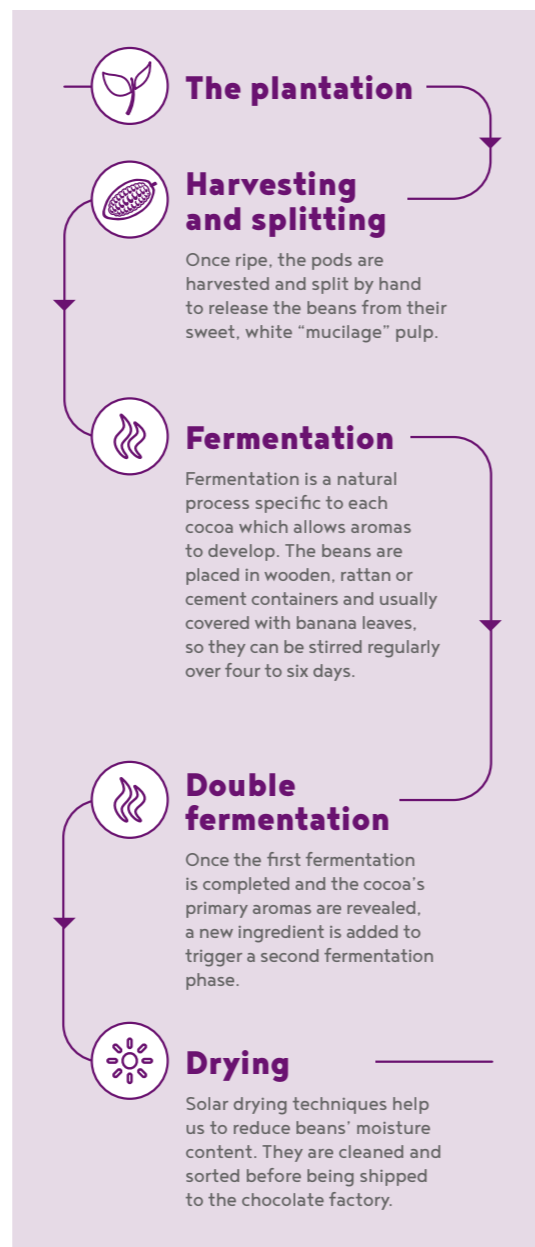 The plantation
Harvesting
and splitting
Once ripe, the pods are
harvested and split by hand
to release the beans from their
sweet, white “mucilage” pulp.
Fermentation
Fermentation is a natural
process specific to each
cocoa which allows aromas
to develop. The beans are
placed in wooden, rattan or
cement containers and usually
covered with banana leaves,
so they can be stirred regularly
over four to six days.
Double
fermentation
Once the first fermentation
is completed and the cocoa’s
primary aromas are revealed,
a new ingredient is added to
trigger a second fermentation
phase.
Drying
Solar drying techniques help
us to reduce beans’ moisture
content. They are cleaned and
sorted before being shipped
to the chocolate factory.